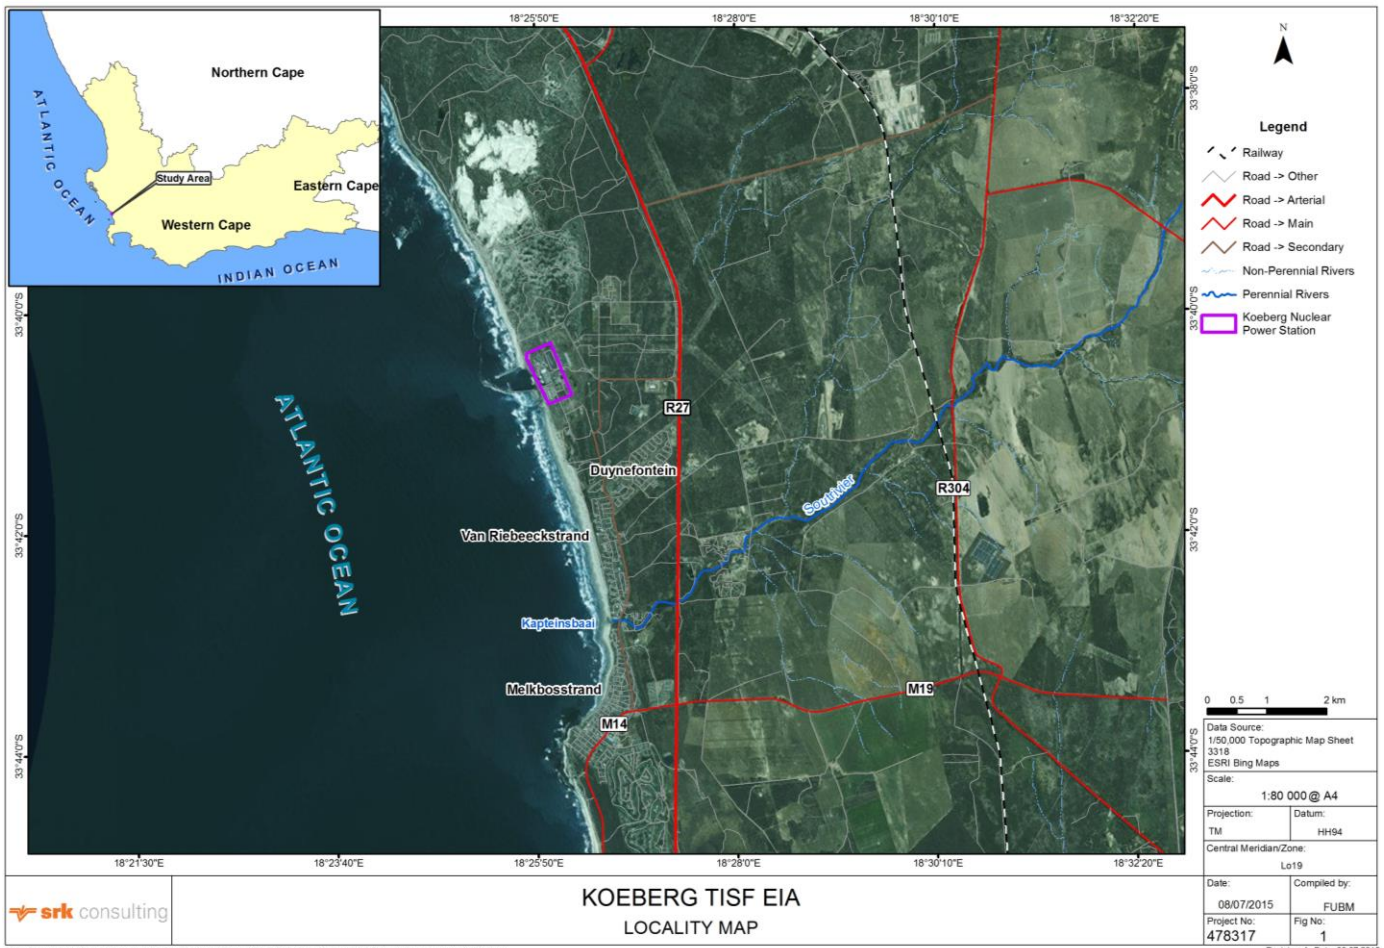 18°25'50"E
18°28'0"E
18°30'10"E
18°32'20"E
Northern Cape
ATLANTIC OCEAN
Study Area
Eastern Cape
Western Cape
INDIAN OCEAN
33°38'0"S
33°40'0"S
33°40'0"S
33°42'0"S
33°42'0"S
33°44'0"S
33°44'0"S
ATLANTIC OCEAN
R27
Duynefontein
Soutrivier
R304
Van Riebeeckstrand
Kapteinsbaai
Melkbosstrand
M19
M14
18°21'30"E
18°23'40"E
18°25'50"E
18°28'0"E
18°30'10"E
18°32'20"E
N
Legend
Railway
Road -> Other
Road -> Arterial
Road -> Main
Road -> Secondary
Non-Perennial Rivers
Perennial Rivers
Koeberg Nuclear
Power Station
0 0.5 1 2 km
Data Source:
1/50,000 Topographic Map Sheet
3318
ESRI Bing Maps
Scale:
1:80 000 @ A4
Projection:
TM
Datum:
HH94
Central Meridian/Zone:
Lo19
Date:
08/07/2015
Compiled by:
FUBM
Project No:
478317
Fig No:
1
srk consulting
KOEBERG TISF EIA
LOCALITY MAP